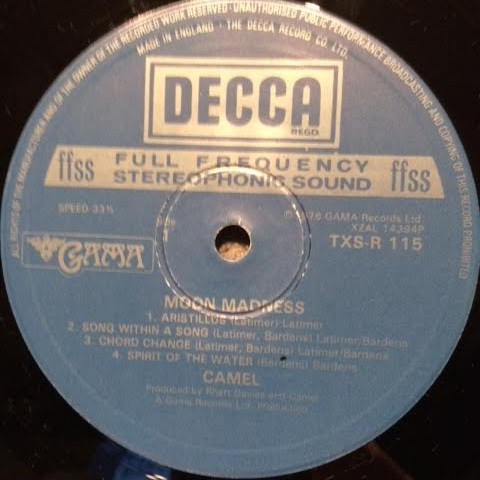 ALL RIGHTS OF THE MANUFACTURER AND OF THE OWNER OF THE RECORDED WORK RESERVED · UNAUTHORISED PUBLIC PERFORMANCE BROADCASTING AND COPYING OF THIS RECORD PROHIBITED
MADE IN ENGLAND · THE DECCA RECORD CO. LTD.
DECCA
REGD.
ffss FULL FREQUENCY ffss
STEREOPHONIC SOUND
SPEED 33⅓
℗ 1976 GAMA Records Ltd.
XZAL 14394P
TXS-R 115
GAMA
MOON MADNESS
1. ARISTILLUS (Latimer) Latimer
2. SONG WITHIN A SONG (Latimer, Bardens) Latimer/Bardens
3. CHORD CHANGE (Latimer, Bardens) Latimer/Bardens
4. SPIRIT OF THE WATER (Bardens) Bardens
CAMEL
Produced by Rhett Davies and Camel
A Gama Records Ltd. Production